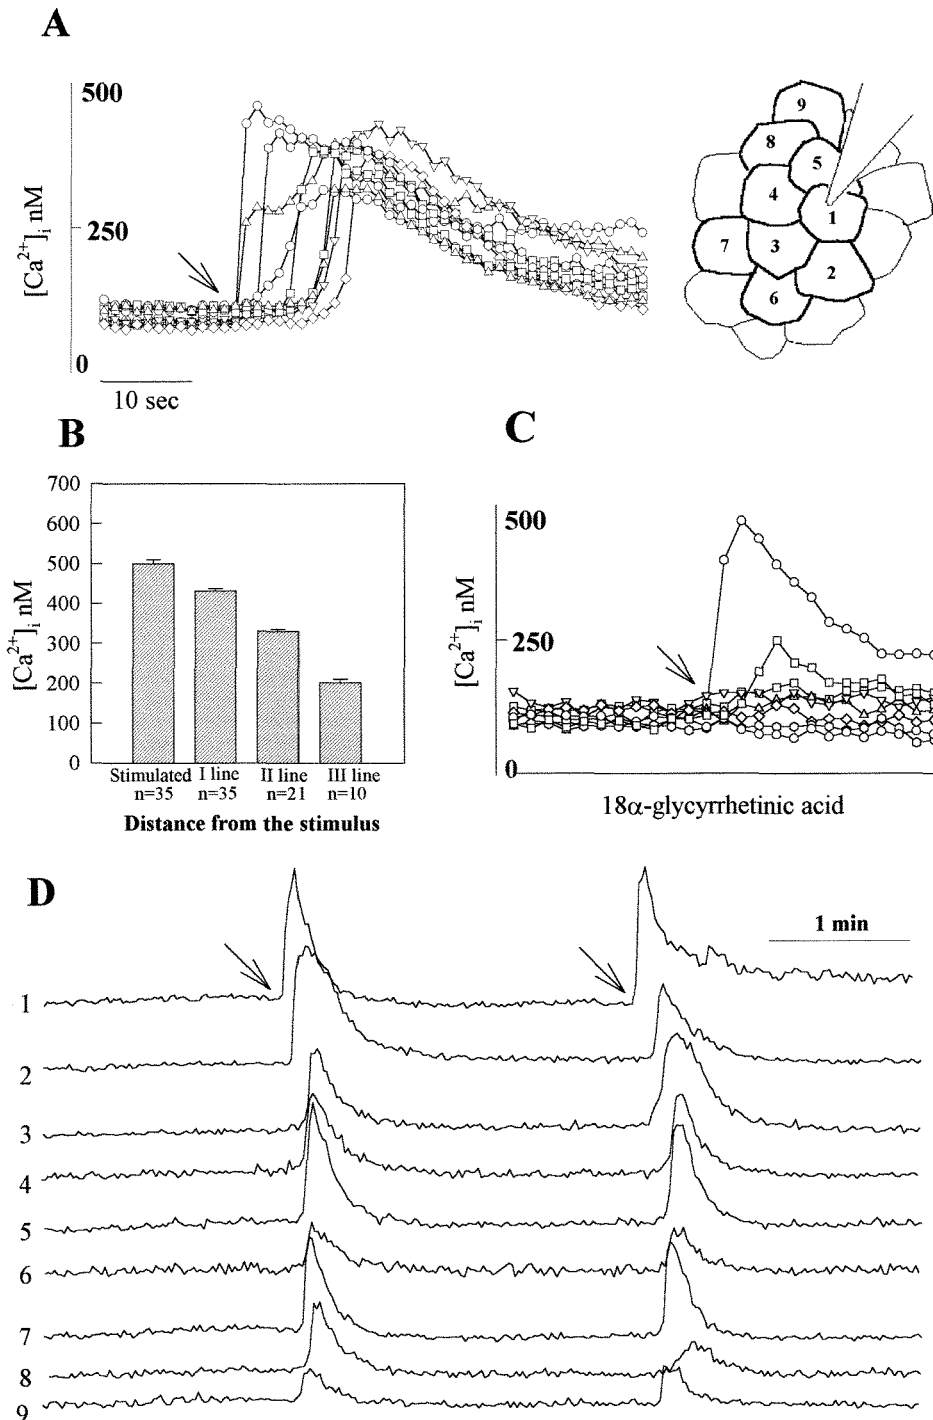 A
500
250
0
[Ca2+]i nM
10 sec
9
8
5
4
1
7
3
2
6
B
700
600
500
400
300
200
100
0
[Ca2+]i nM
Stimulated I line II line III line
n=35 n=35 n=21 n=10
Distance from the stimulus
C
500
250
0
[Ca2+]i nM
18α-glycyrrhetinic acid
D
1 min
1
2
3
4
5
6
7
8
9